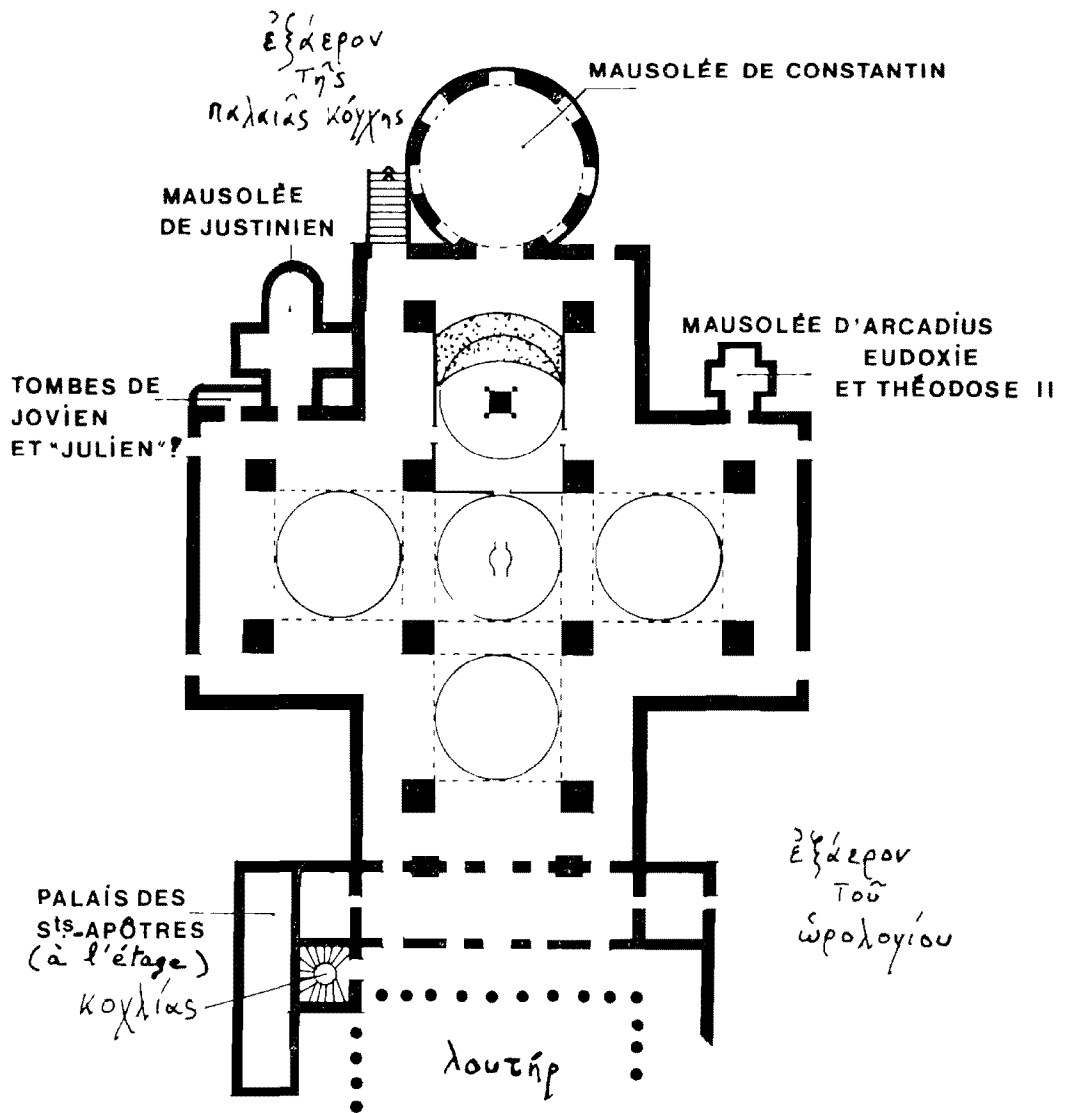 ἐξάερον
τῆς
παλαιᾶς κόγχης
MAUSOLÉE DE CONSTANTIN
MAUSOLÉE
DE JUSTINIEN
MAUSOLÉE D'ARCADIUS
EUDOXIE
ET THÉODOSE II
TOMBES DE
JOVIEN
ET "JULIEN"?
ἐξάερον
τοῦ
ὡρολογίου
PALAIS DES
Sts-APÔTRES
(à l'étage)
κοχλίας
λουτήρ